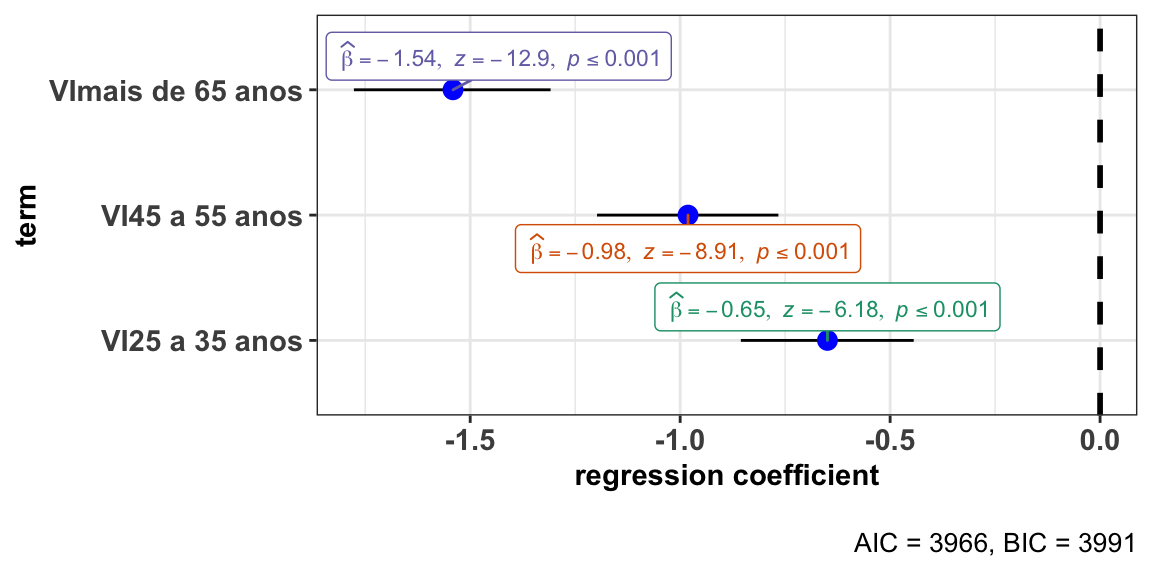 β̂ = −1.54, z = −12.9, p ≤ 0.001
VImais de 65 anos
VI45 a 55 anos
β̂ = −0.98, z = −8.91, p ≤ 0.001
β̂ = −0.65, z = −6.18, p ≤ 0.001
VI25 a 35 anos
term
-1.5 -1.0 -0.5 0.0
regression coefficient
AIC = 3966, BIC = 3991